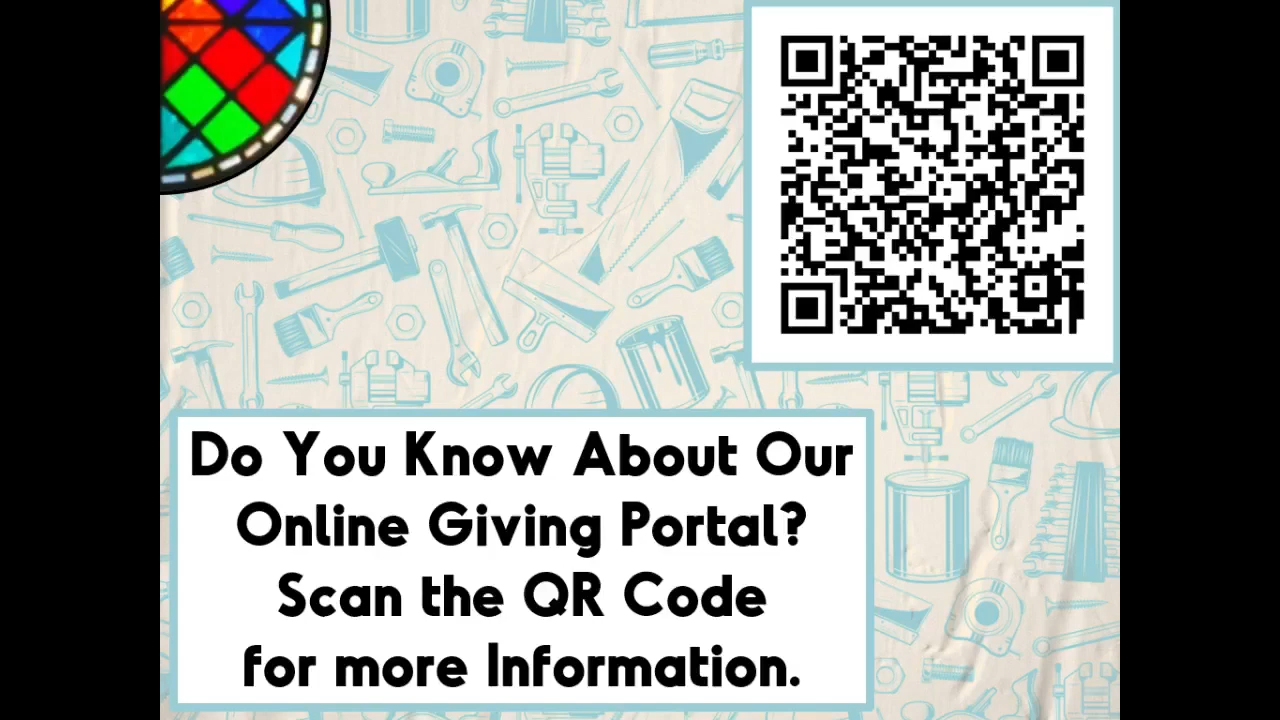 Do You Know About Our
Online Giving Portal?
Scan the QR Code
for more Information.